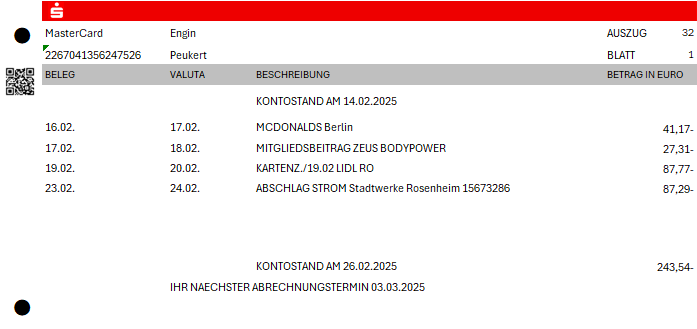 MasterCard Engin AUSZUG 32
2267041356247526 Peukert BLATT 1
BELEG VALUTA BESCHREIBUNG BETRAG IN EURO
KONTOSTAND AM 14.02.2025
16.02. 17.02. MCDONALDS Berlin 41,17-
17.02. 18.02. MITGLIEDSBEITRAG ZEUS BODYPOWER 27,31-
19.02. 20.02. KARTENZ./19.02 LIDL RO 87,77-
23.02. 24.02. ABSCHLAG STROM Stadtwerke Rosenheim 15673286 87,29-
KONTOSTAND AM 26.02.2025 243,54-
IHR NAECHSTER ABRECHNUNGSTERMIN 03.03.2025